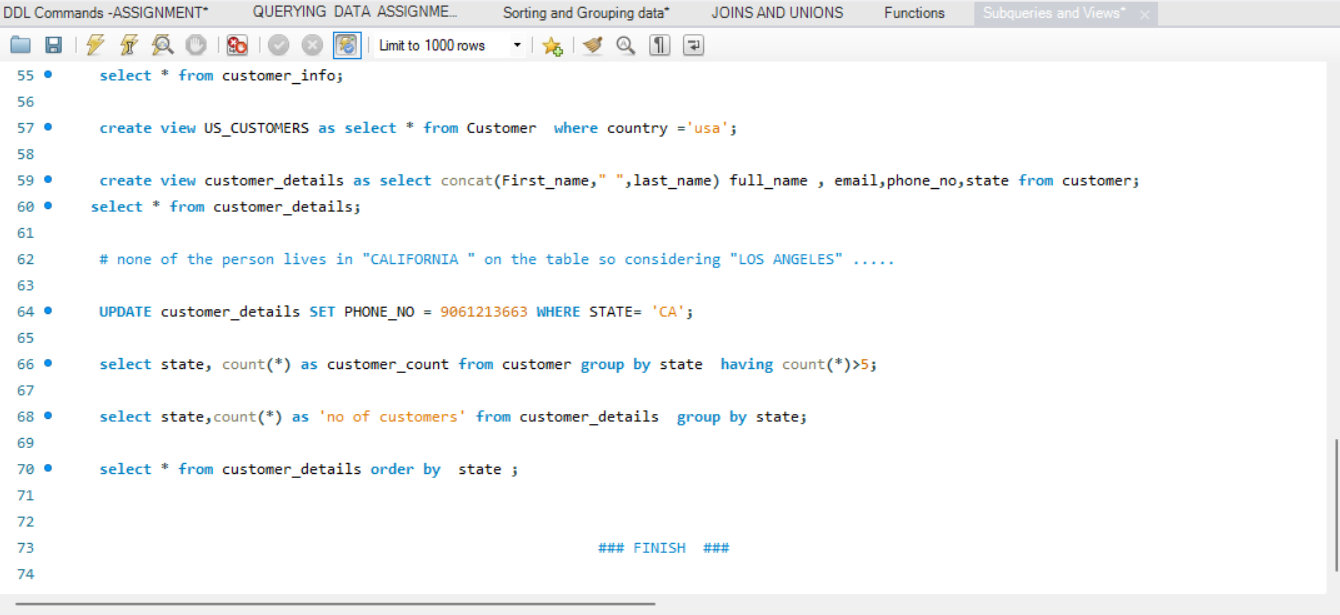 DDL Commands -ASSIGNMENT* QUERYING DATA ASSIGNME... Sorting and Grouping data* JOINS AND UNIONS Functions Subqueries and Views*
Limit to 1000 rows
55 select * from customer_info;
56
57 create view US_CUSTOMERS as select * from Customer where country ='usa';
58
59 create view customer_details as select concat(First_name," ",last_name) full_name , email,phone_no,state from customer;
60 select * from customer_details;
61
62 # none of the person lives in "CALIFORNIA " on the table so considering "LOS ANGELES" .....
63
64 UPDATE customer_details SET PHONE_NO = 9061213663 WHERE STATE= 'CA';
65
66 select state, count(*) as customer_count from customer group by state having count(*)>5;
67
68 select state,count(*) as 'no of customers' from customer_details group by state;
69
70 select * from customer_details order by state ;
71
72
73 ### FINISH ###
74